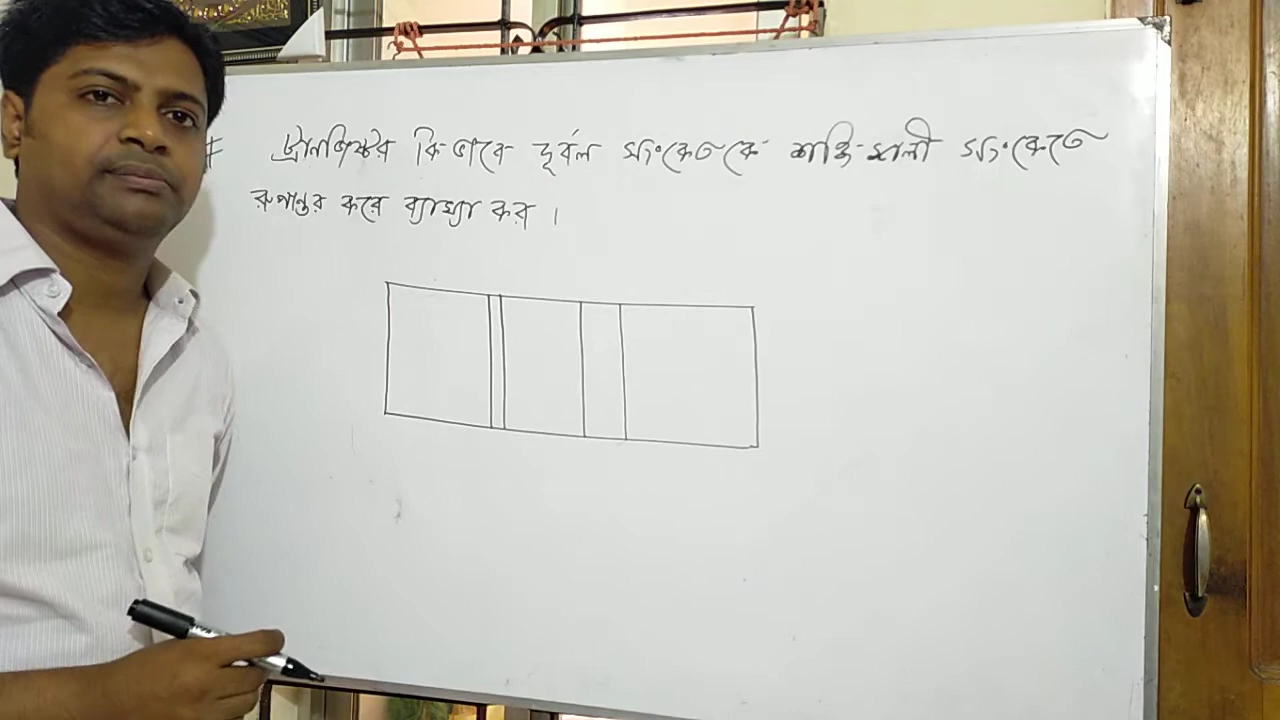 # ট্রানজিস্টর কিভাবে দূর্বল সংকেতকে শক্তিশালী সংকেতে
রুপান্তর করে ব্যাখ্যা কর ।